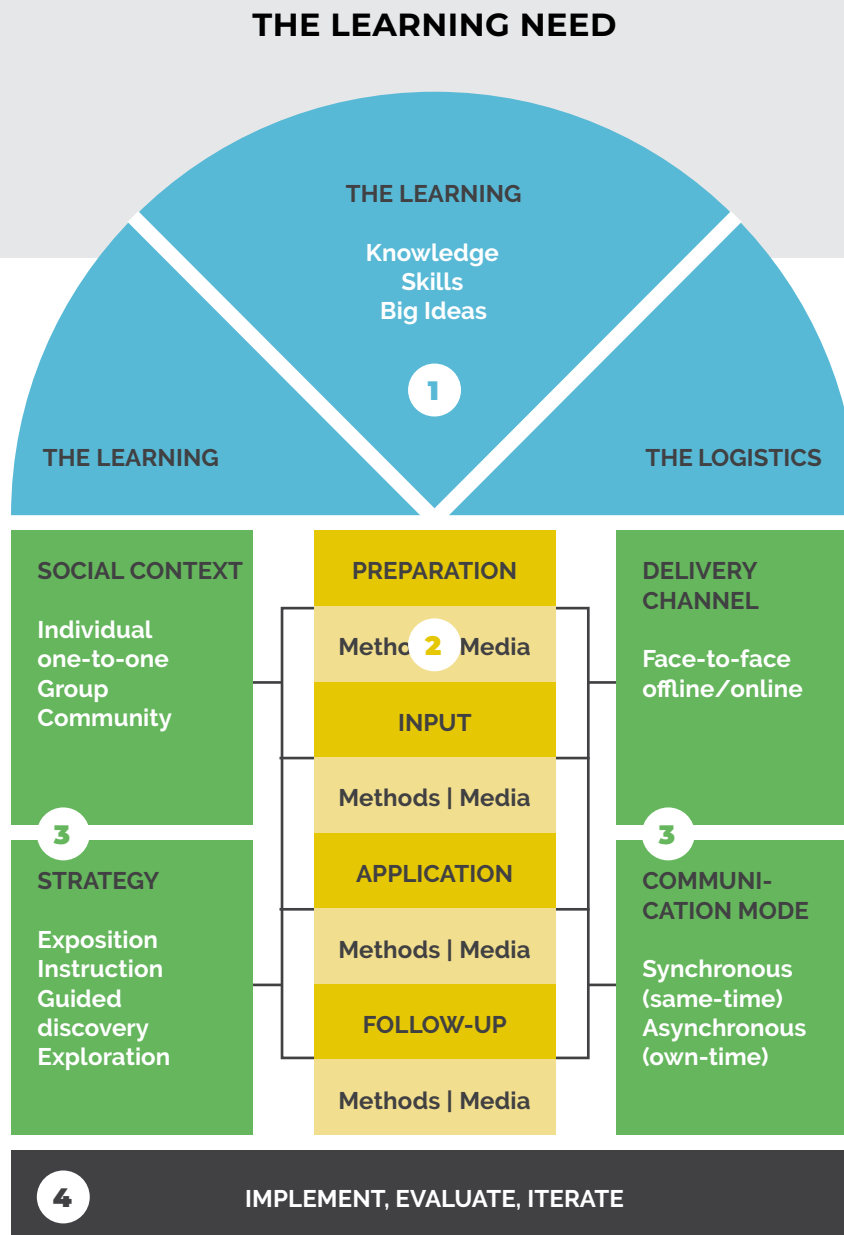 THE LEARNING NEED
THE LEARNING
Knowledge
Skills
Big Ideas
1
THE LEARNING
THE LOGISTICS
SOCIAL CONTEXT
Individual
one-to-one
Group
Community
3
STRATEGY
Exposition
Instruction
Guided
discovery
Exploration
PREPARATION
Metho 2 Media
INPUT
Methods | Media
APPLICATION
Methods | Media
FOLLOW-UP
Methods | Media
DELIVERY
CHANNEL
Face-to-face
offline/online
3
COMMUNI-
CATION MODE
Synchronous
(same-time)
Asynchronous
(own-time)
4
IMPLEMENT, EVALUATE, ITERATE